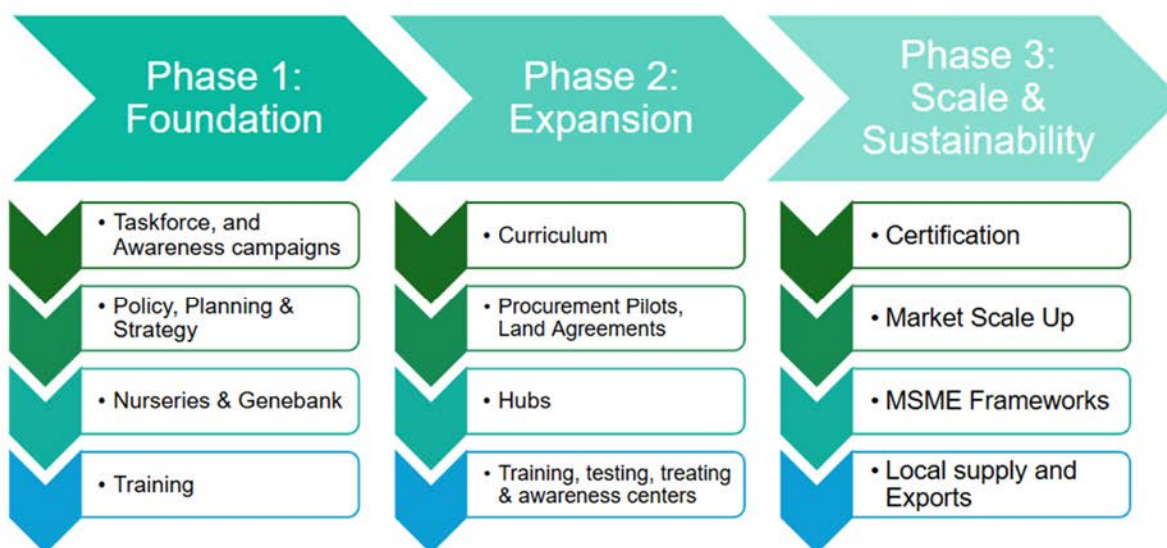 Phase 1:
Foundation
Phase 2:
Expansion
Phase 3:
Scale &
Sustainability
• Taskforce, and
Awareness campaigns
• Policy, Planning &
Strategy
• Nurseries & Genebank
• Training
• Curriculum
• Procurement Pilots,
Land Agreements
• Hubs
• Training, testing, treating
& awareness centers
• Certification
• Market Scale Up
• MSME Frameworks
• Local supply and
Exports